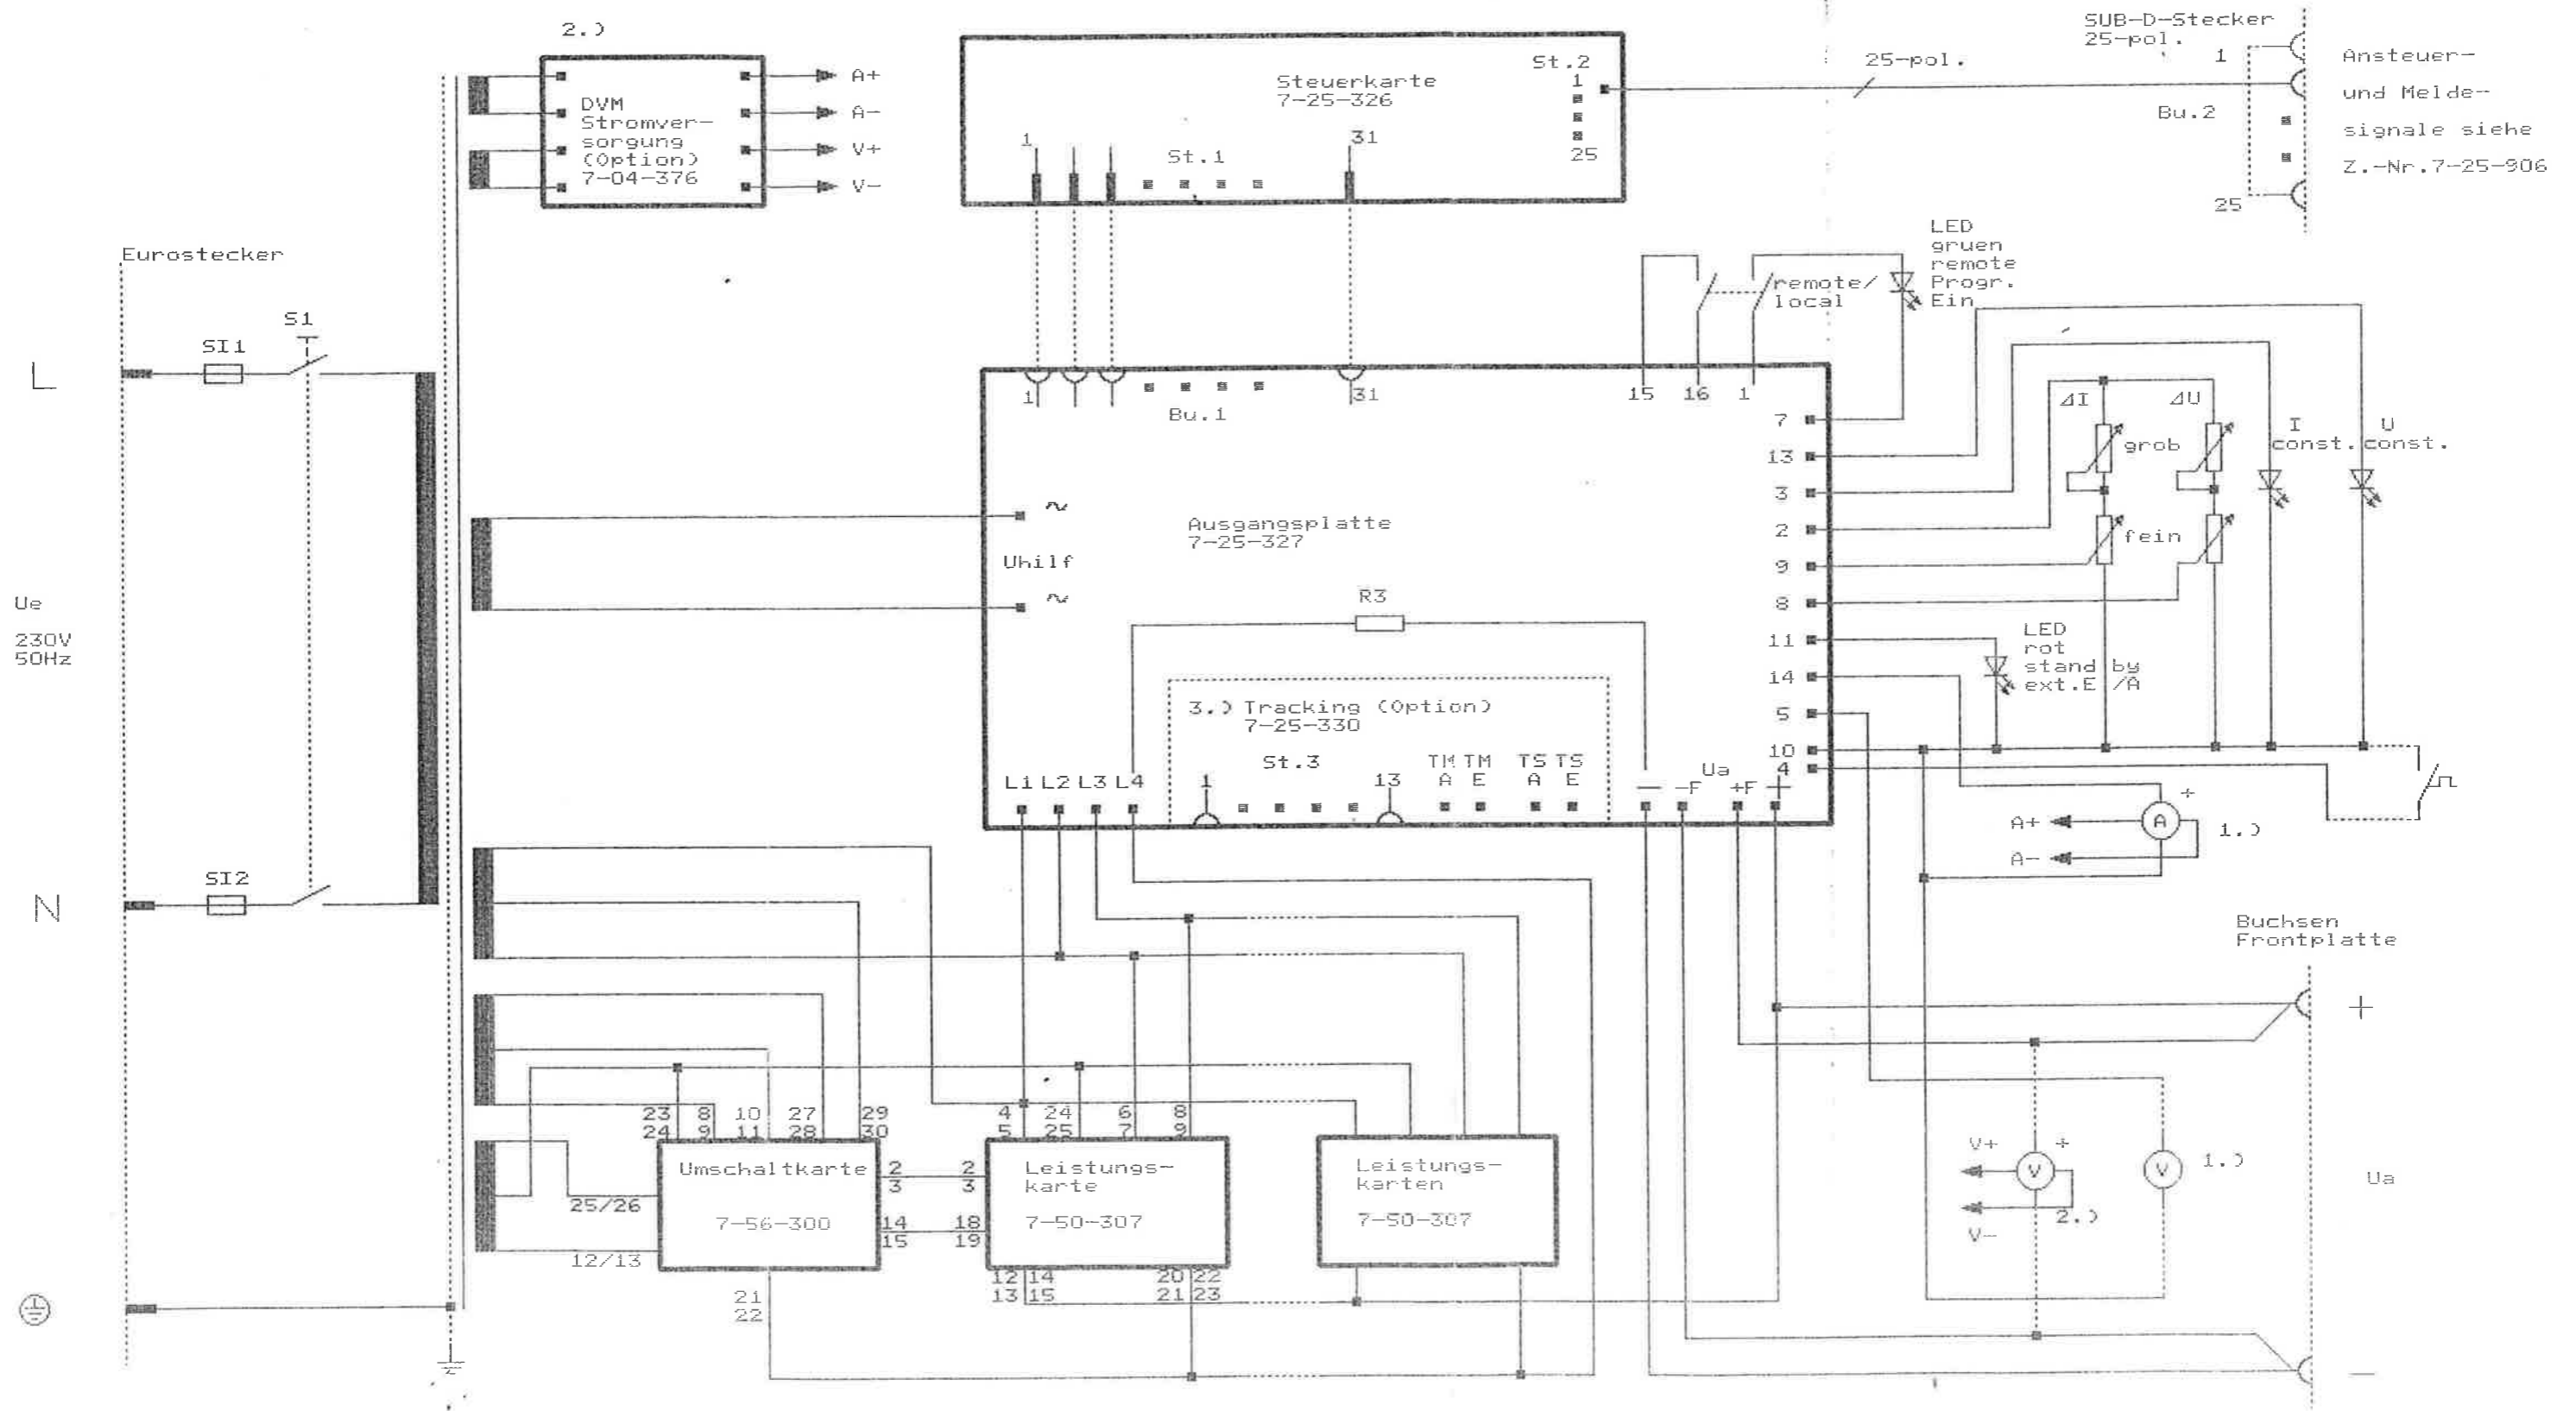 2.)
DVM
Stromver-
sorgung
(Option)
7-04-376
A+
A-
V+
V-
Steuerkarte
7-25-326
St.2
1
25
1
St.1
31
25-pol.
SUB-D-Stecker
25-pol.
1
Bu.2
25
Ansteuer-
und Melde-
signale siehe
Z.-Nr.7-25-906
Eurostecker
S1
SI1
L
Ue
230V
50Hz
SI2
N
remote/
local
LED
gruen
remote
Progr.
Ein
1
Bu.1
31
15 16 1
7
13
3
2
9
8
11
14
5
10
4
~
Uhilf
~
Ausgangsplatte
7-25-327
R3
3.) Tracking (Option)
7-25-330
St.3
1
13
TM TM TS TS
A E A E
L1 L2 L3 L4
Ua
− -F +F +
ΔI
ΔU
grob
fein
I
const.
U
const.
LED
rot
stand by
ext.E /A
A+
A-
+
A
1.)
Buchsen
Frontplatte
+
Ua
−
V+
V-
+
V
2.)
V
1.)
23 8 10 27 29
24 9 11 28 30
Umschaltkarte
7-56-300
25/26
12/13
21
22
2
3
14
15
2
3
18
19
4 24 6 8
5 25 7 9
Leistungs-
karte
7-50-307
12 14 20 22
13 15 21 23
Leistungs-
karten
7-50-307